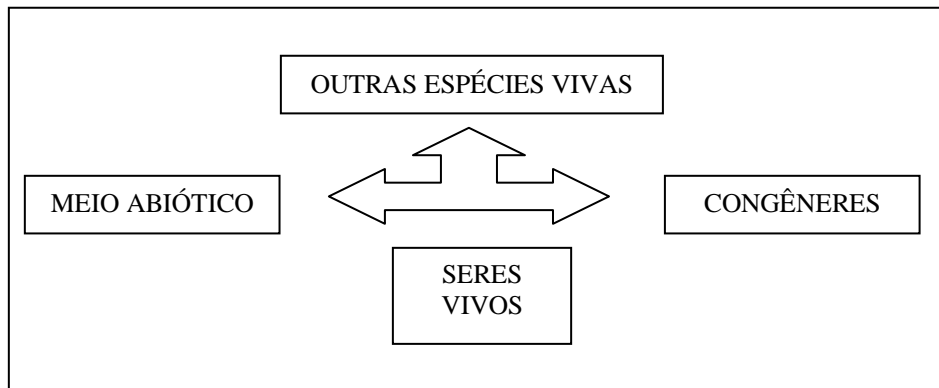 OUTRAS ESPÉCIES VIVAS
MEIO ABIÓTICO
CONGÊNERES
SERES
VIVOS